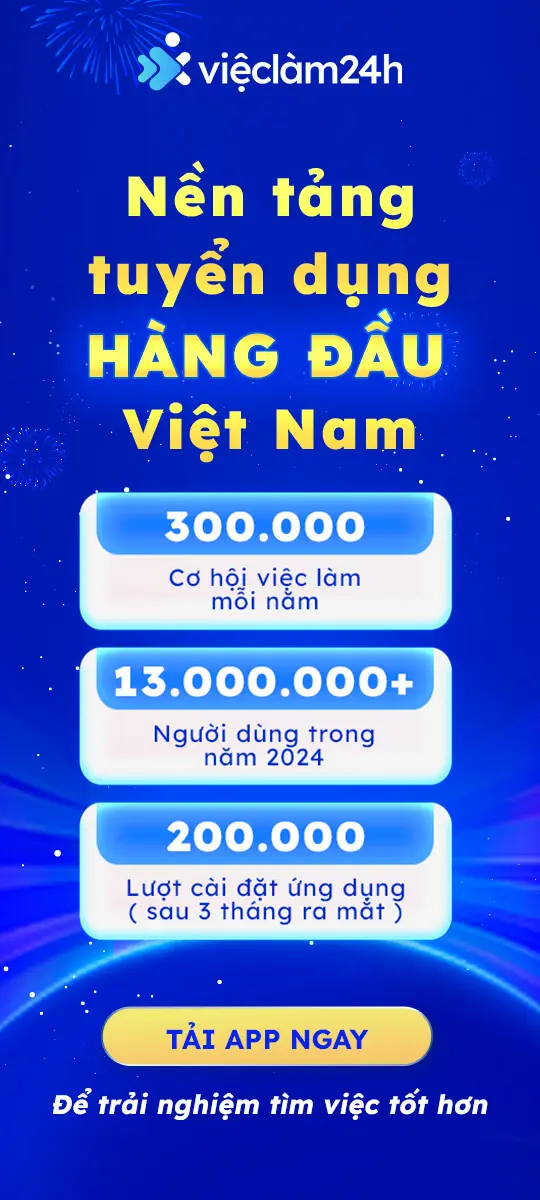 việclàm24h
Nền tảng
tuyển dụng
HÀNG ĐẦU
Việt Nam
300.000
Cơ hội việc làm
mỗi năm
13.000.000+
Người dùng trong
năm 2024
200.000
Lượt cài đặt ứng dụng
( sau 3 tháng ra mắt )
TẢI APP NGAY
Để trải nghiệm tìm việc tốt hơn